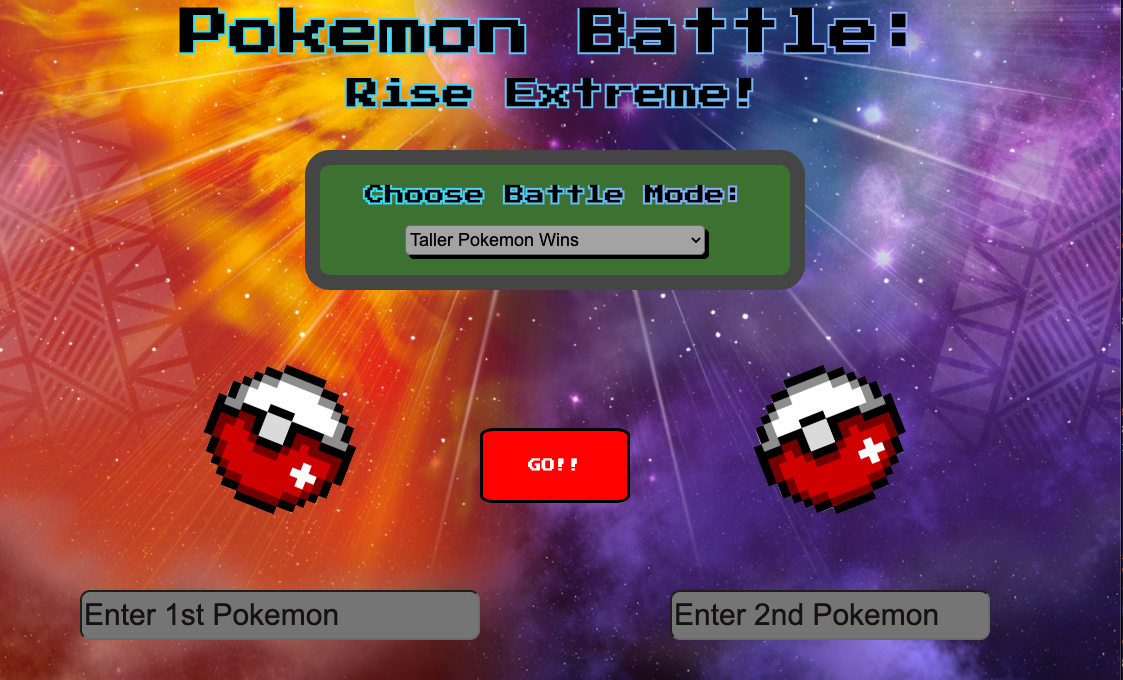 Pokemon Battle:
Rise Extreme!
Choose Battle Mode:
Taller Pokemon Wins
GO!!
Enter 1st Pokemon
Enter 2nd Pokemon